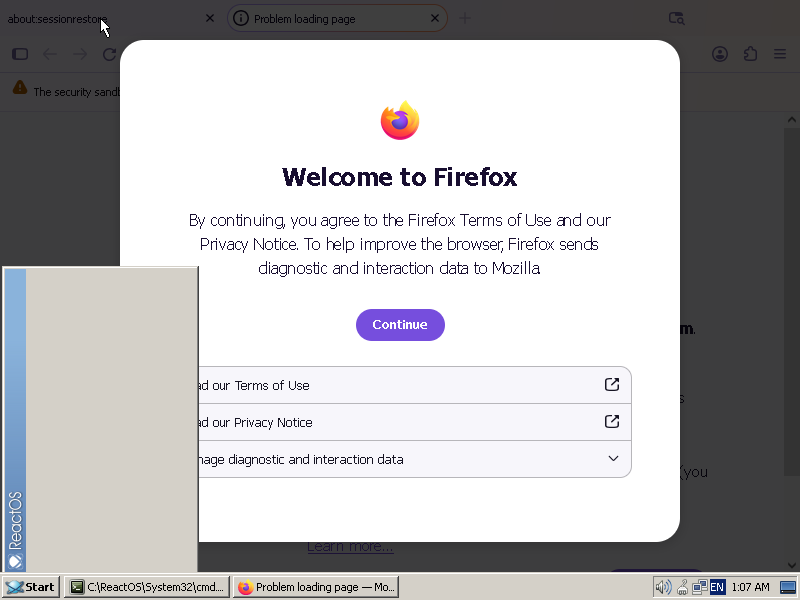 about:sessionrestore
Problem loading page
The security sandb
Welcome to Firefox
By continuing, you agree to the Firefox Terms of Use and our
Privacy Notice. To help improve the browser, Firefox sends
diagnostic and interaction data to Mozilla.
Continue
m.
ad our Terms of Use
s
ad our Privacy Notice
nage diagnostic and interaction data
(you
Learn more...
ReactOS
Start
C:\ReactOS\System32\cmd....
Problem loading page — Mo...
EN
1:07 AM